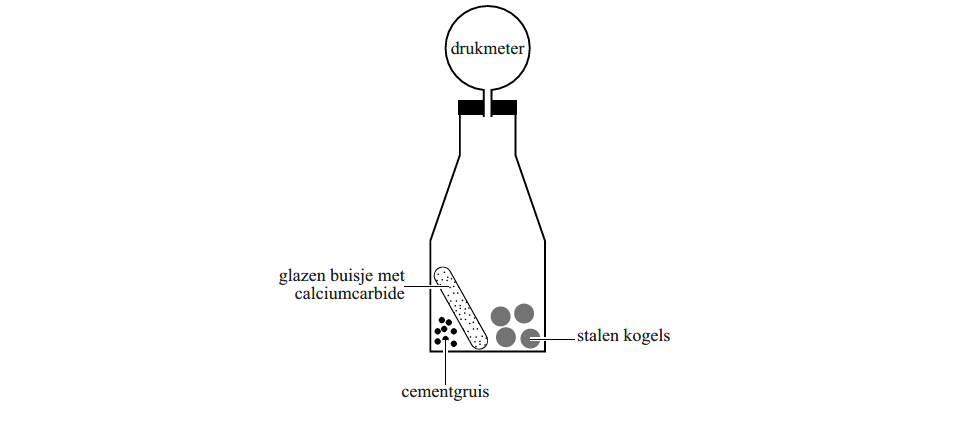 drukmeter
glazen buisje met
calciumcarbide
stalen kogels
cementgruis